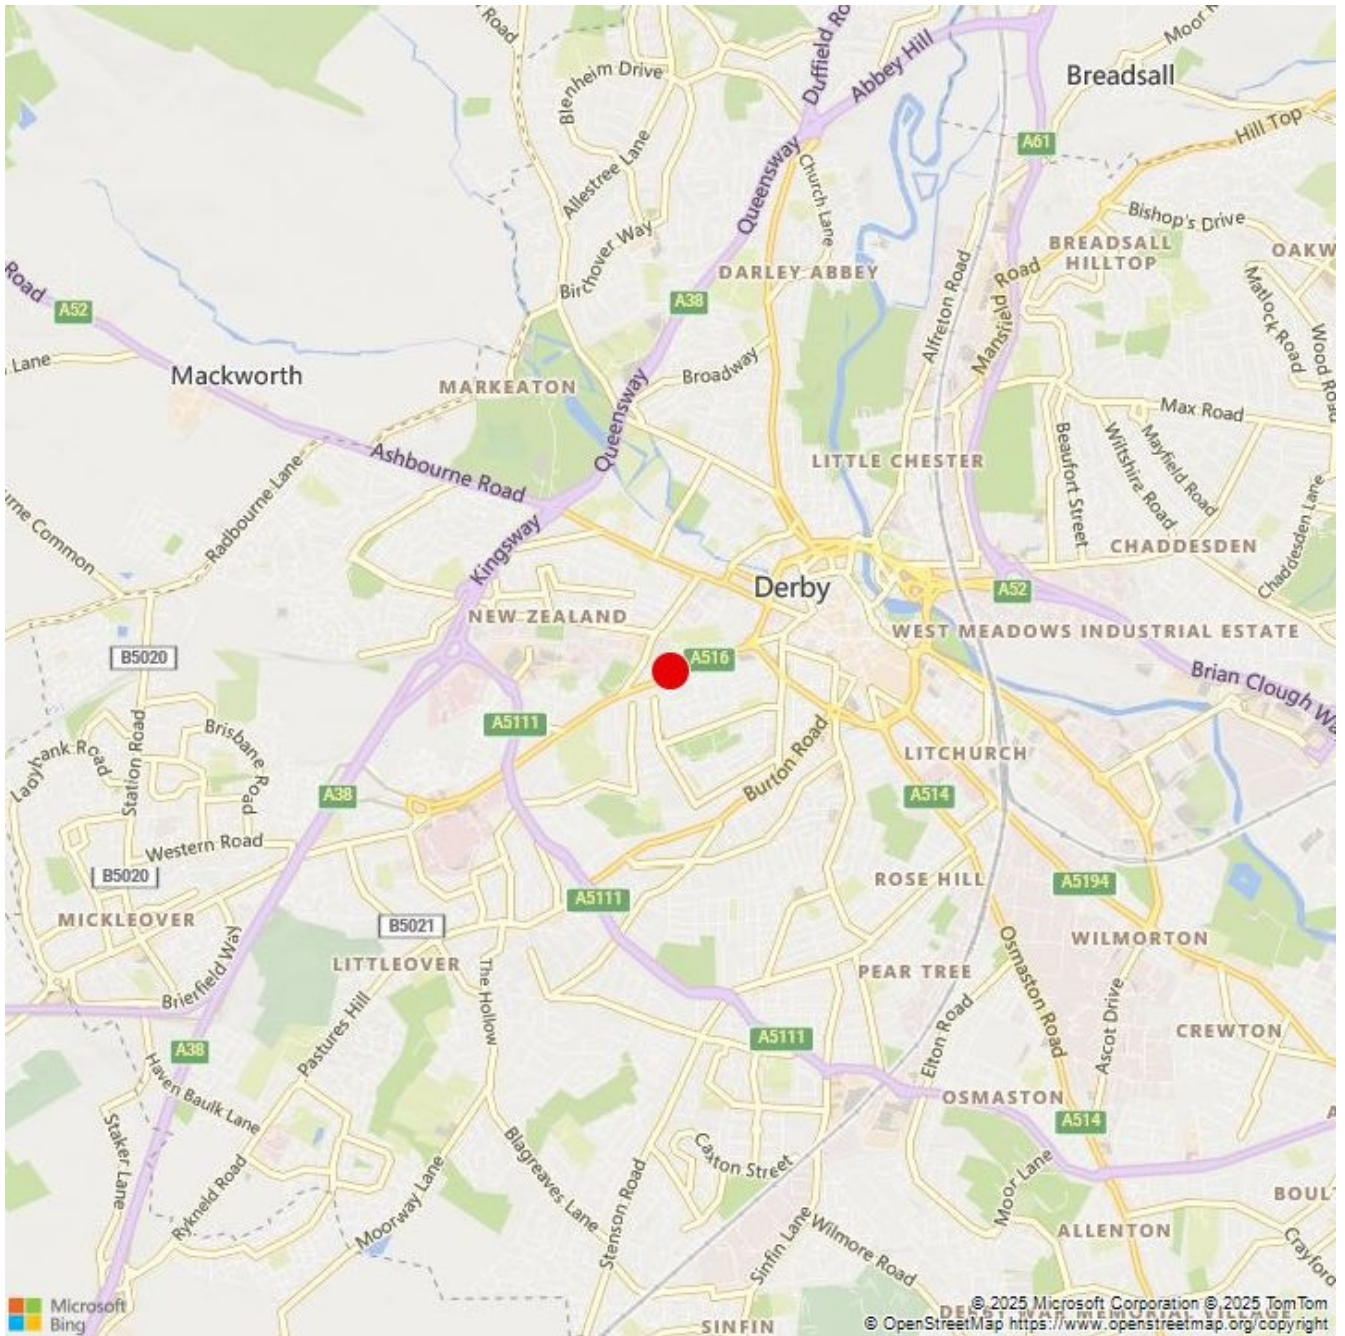 Road
Duffield Ro
Abbey Hill
Moor R
Breadsall
Blenheim Drive
Hill Top
A61
Queensway
Allestree Lane
Church Lane
Bishop's Drive
BREADSALL
HILLTOP
OAKW
Birchover Way
DARLEY ABBEY
Road
A52
A38
Alfreton Road
Mansfield
Road
Matlock Road
Wood Road
Lane
Mackworth
MARKEATON
Broadway
Queensway
Max Road
Ashbourne Road
Beaufort Street
Wiltshire Road
Mayfield Road
LITTLE CHESTER
Radbourne Lane
urne Common
Kingsway
CHADDESDEN
Chaddesden Lane
Derby
A52
NEW ZEALAND
WEST MEADOWS INDUSTRIAL ESTATE
B5020
A516
Brian Clough Wa
A5111
Station Road
Brisbane Road
Ladybank Road
Burton Road
LITCHURCH
A38
A514
Western Road
B5020
ROSE HILL
A5194
A5111
MICKLEOVER
B5021
WILMORTON
LITTLEOVER
The Hollow
PEAR TREE
Osmaston Road
Brierfield Way
Pastures Hill
Elton Road
Ascot Drive
CREWTON
A5111
A38
Haven Baulk Lane
OSMASTON
A514
A
Staker Lane
Blagreaves Lane
Caxton Street
Moor Lane
Rykneld Road
Moorway Lane
Stenson Road
BOUL
ALLENTON
Sinfin Lane
Wilmore Road
Crayford
Microsoft
Bing
SINFIN
DERBY WAR MEMORIAL VILLAGE
© 2025 Microsoft Corporation © 2025 TomTom
© OpenStreetMap https://www.openstreetmap.org/copyright